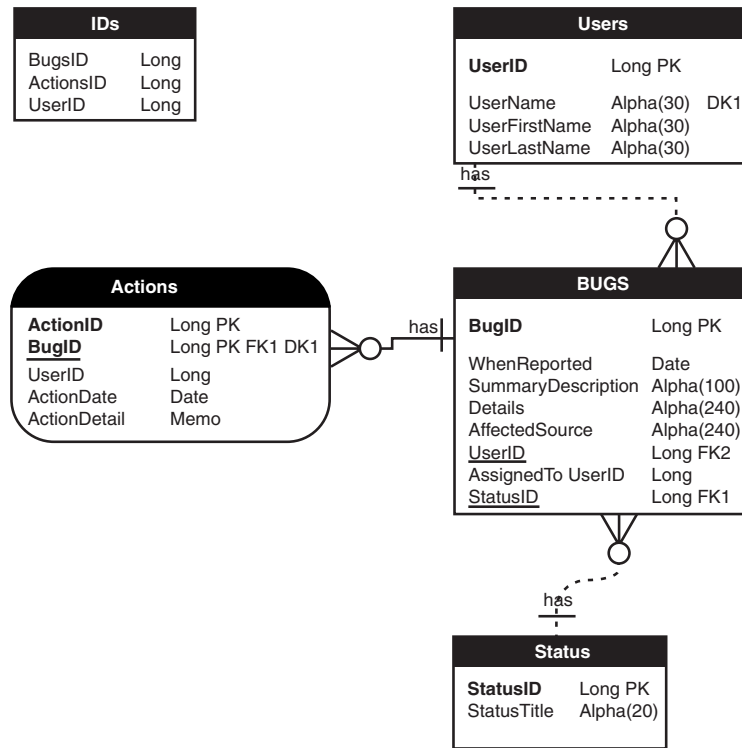 IDs
BugsID Long
ActionsID Long
UserID Long
Users
UserID Long PK
UserName Alpha(30) DK1
UserFirstName Alpha(30)
UserLastName Alpha(30)
has
Actions
ActionID Long PK
BugID Long PK FK1 DK1
UserID Long
ActionDate Date
ActionDetail Memo
has
BUGS
BugID Long PK
WhenReported Date
SummaryDescription Alpha(100)
Details Alpha(240)
AffectedSource Alpha(240)
UserID Long FK2
AssignedTo UserID Long
StatusID Long FK1
has
Status
StatusID Long PK
StatusTitle Alpha(20)